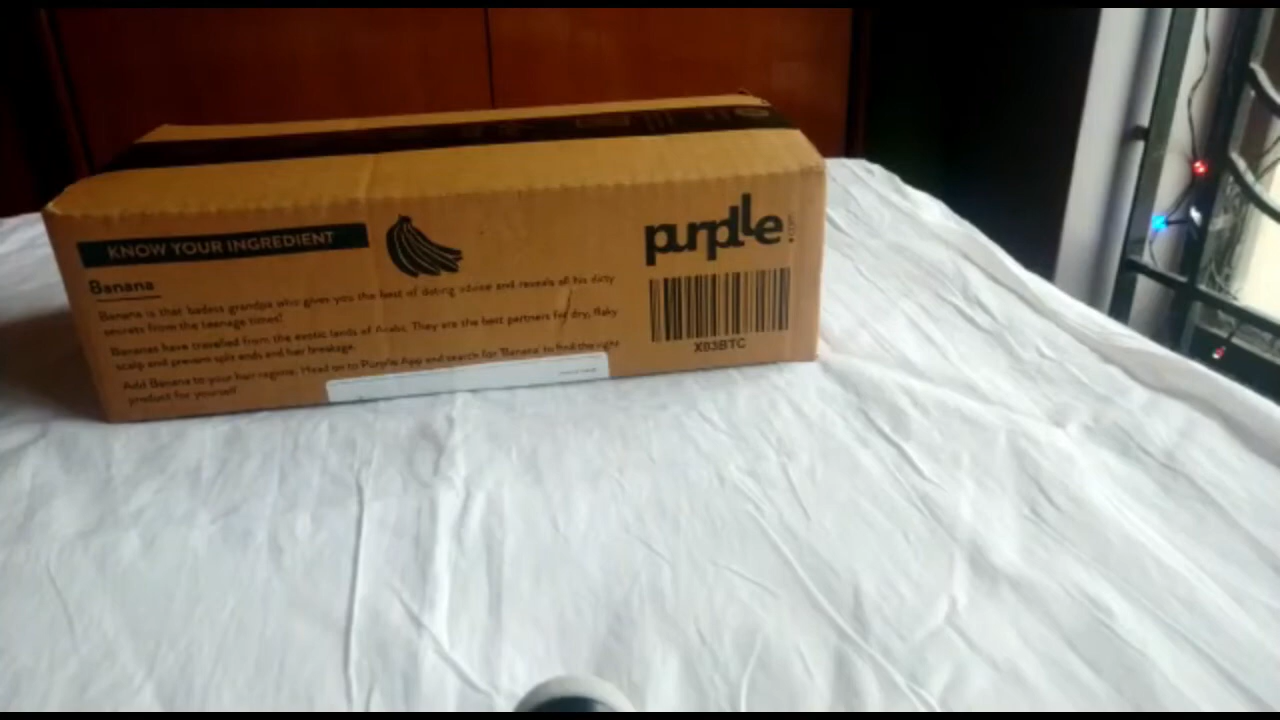 KNOW YOUR INGREDIENT
Banana
Banana is that badass grandpa who gives you the best of dating advice and reveals all his dirty
secrets from the teenage times!
Bananas have travelled from the exotic lands of Arabs. They are the best partners for dry, flaky
scalp and prevent split ends and hair breakage.
Add Banana to your hair regime. Head on to Purplle App and search for 'Banana' to find the right
product for yourself
purplle
.com
X03BTC